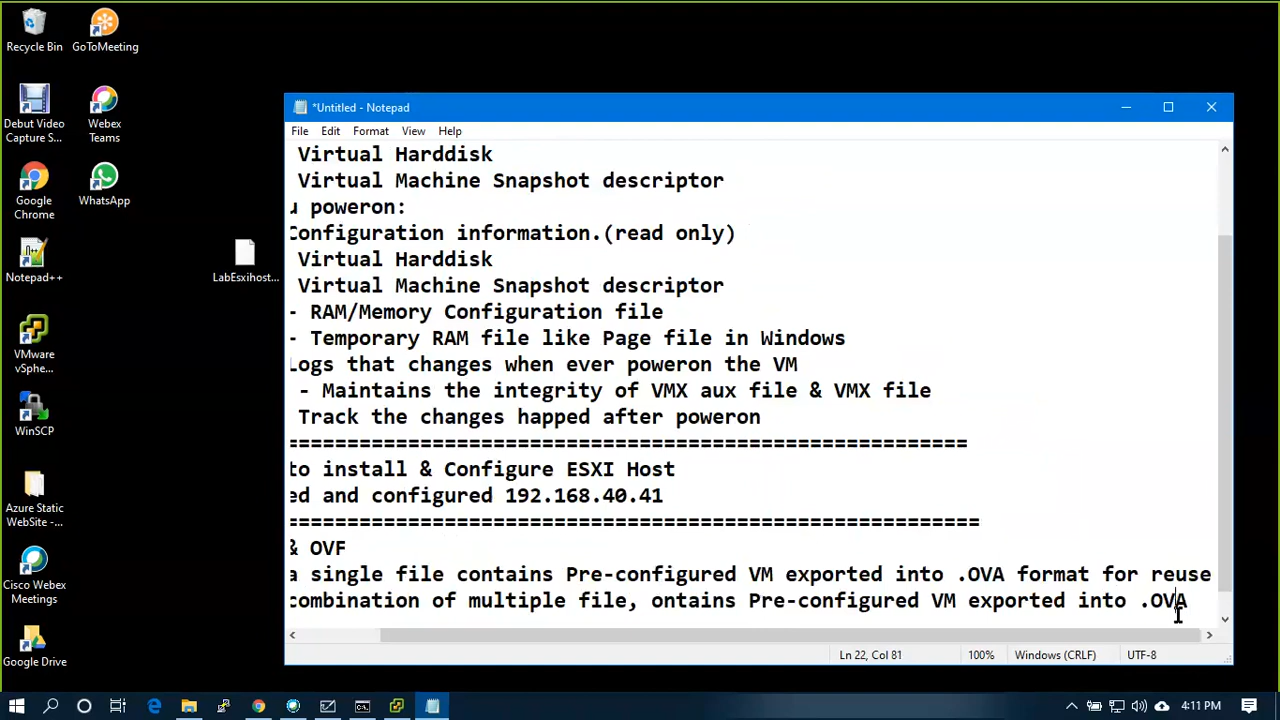 Recycle Bin
GoToMeeting
Debut Video
Capture S...
Webex
Teams
Google
Chrome
WhatsApp
Notepad++
LabEsxihost...
VMware
vSphe...
WinSCP
Azure Static
WebSite -...
Cisco Webex
Meetings
Google Drive
*Untitled - Notepad
File Edit Format View Help
Virtual Harddisk
Virtual Machine Snapshot descriptor
u poweron:
Configuration information.(read only)
Virtual Harddisk
Virtual Machine Snapshot descriptor
- RAM/Memory Configuration file
- Temporary RAM file like Page file in Windows
Logs that changes when ever poweron the VM
- Maintains the integrity of VMX aux file & VMX file
Track the changes happed after poweron
========================================================
to install & Configure ESXI Host
ed and configured 192.168.40.41
=========================================================
& OVF
a single file contains Pre-configured VM exported into .OVA format for reuse
combination of multiple file, ontains Pre-configured VM exported into .OVA
Ln 22, Col 81
100%
Windows (CRLF)
UTF-8
4:11 PM